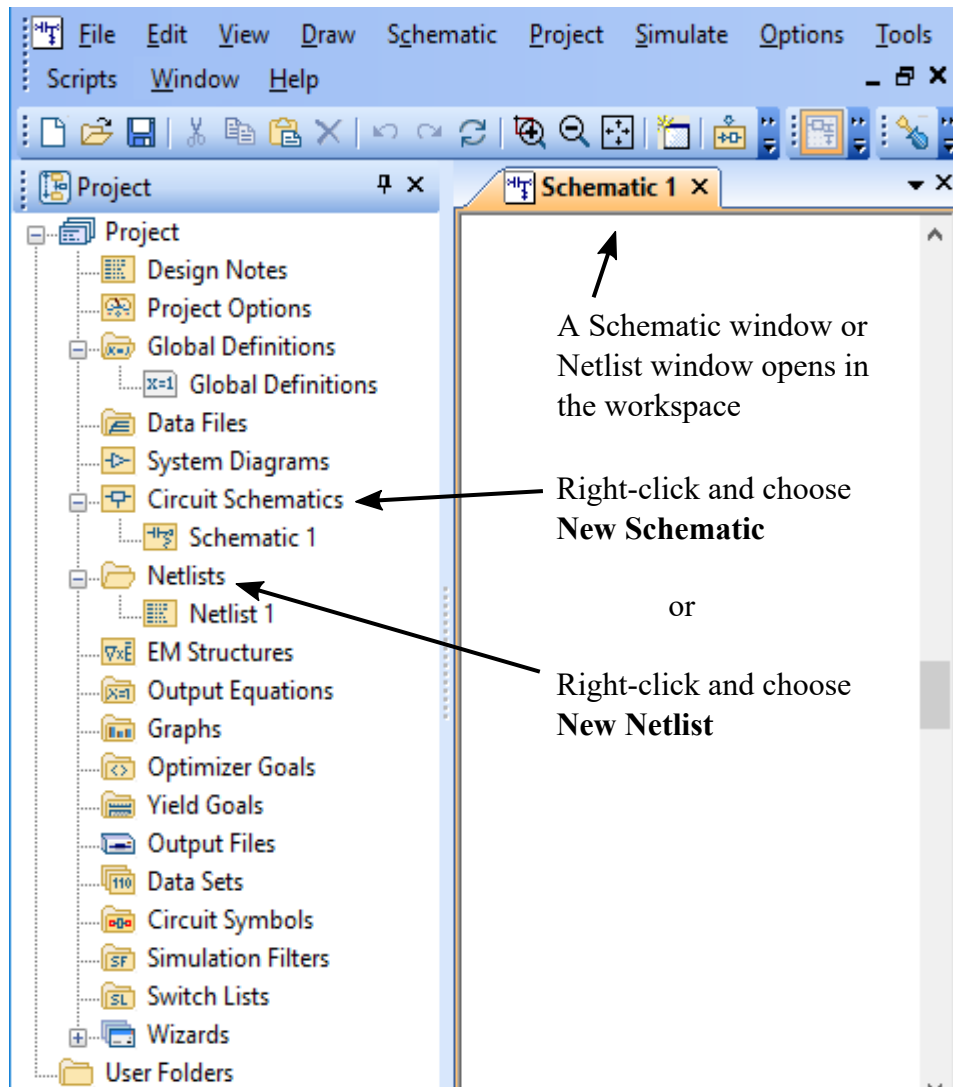 File Edit View Draw Schematic Project Simulate Options Tools
Scripts Window Help
Project
Schematic 1
Project
Design Notes
Project Options
Global Definitions
X=1 Global Definitions
Data Files
System Diagrams
Circuit Schematics
Schematic 1
Netlists
Netlist 1
EM Structures
Output Equations
Graphs
Optimizer Goals
Yield Goals
Output Files
110 Data Sets
Circuit Symbols
SF Simulation Filters
SL Switch Lists
Wizards
User Folders
A Schematic window or
Netlist window opens in
the workspace
Right-click and choose
New Schematic
or
Right-click and choose
New Netlist